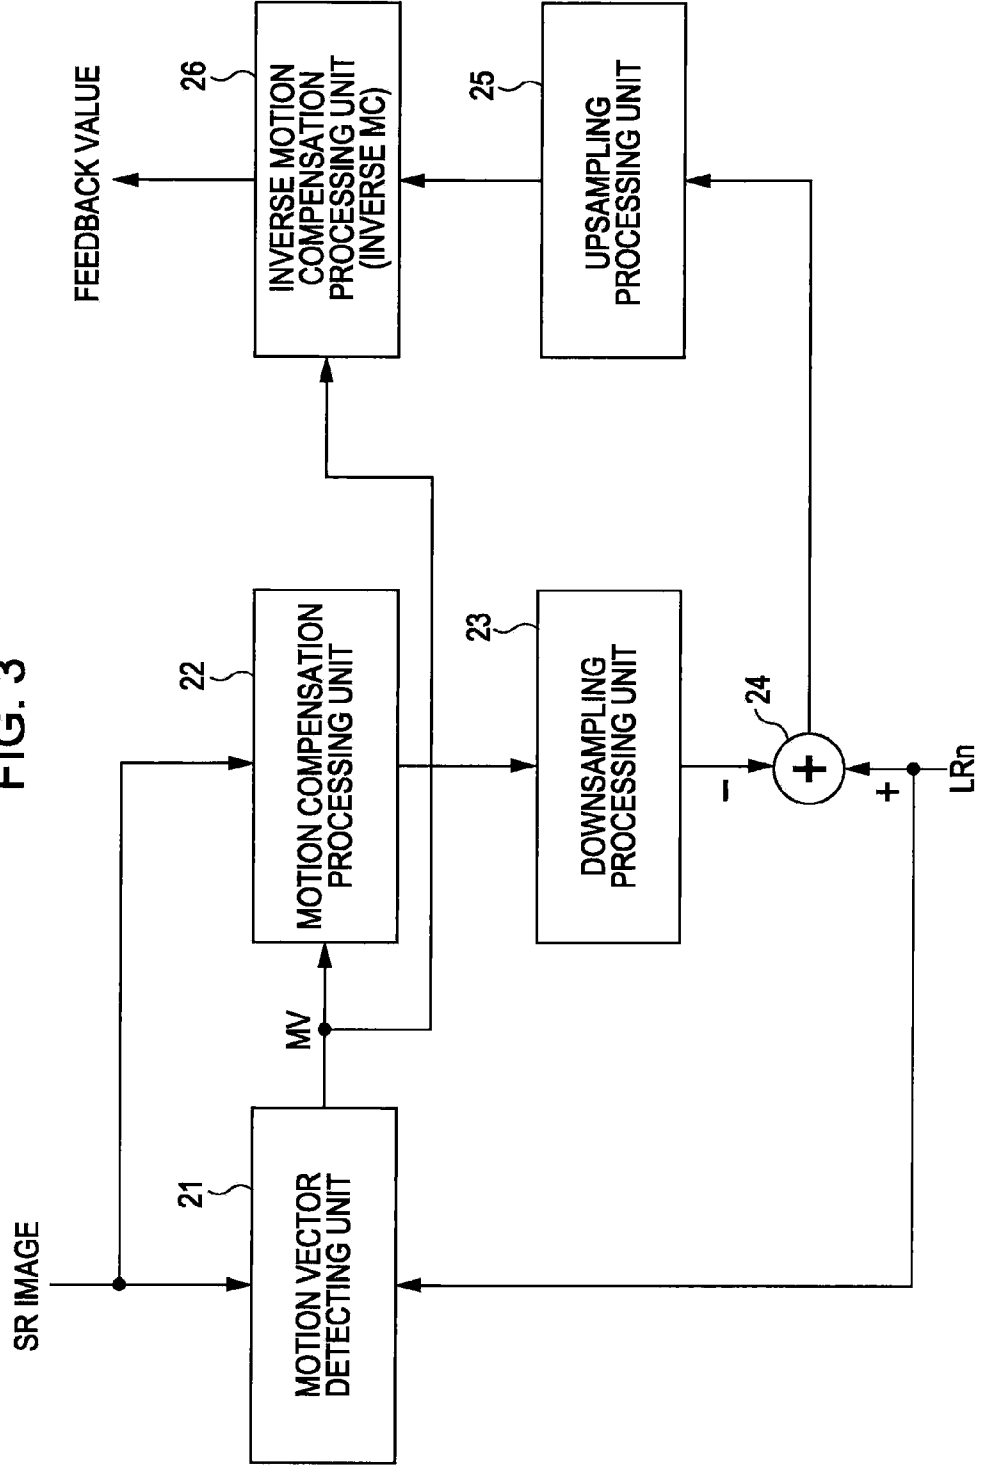 FIG. 3
SR IMAGE
FEEDBACK VALUE
21
MOTION VECTOR
DETECTING UNIT
MV
22
MOTION COMPENSATION
PROCESSING UNIT
26
INVERSE MOTION
COMPENSATION
PROCESSING UNIT
(INVERSE MC)
23
DOWNSAMPLING
PROCESSING UNIT
25
UPSAMPLING
PROCESSING UNIT
−
24
+
+
LRn